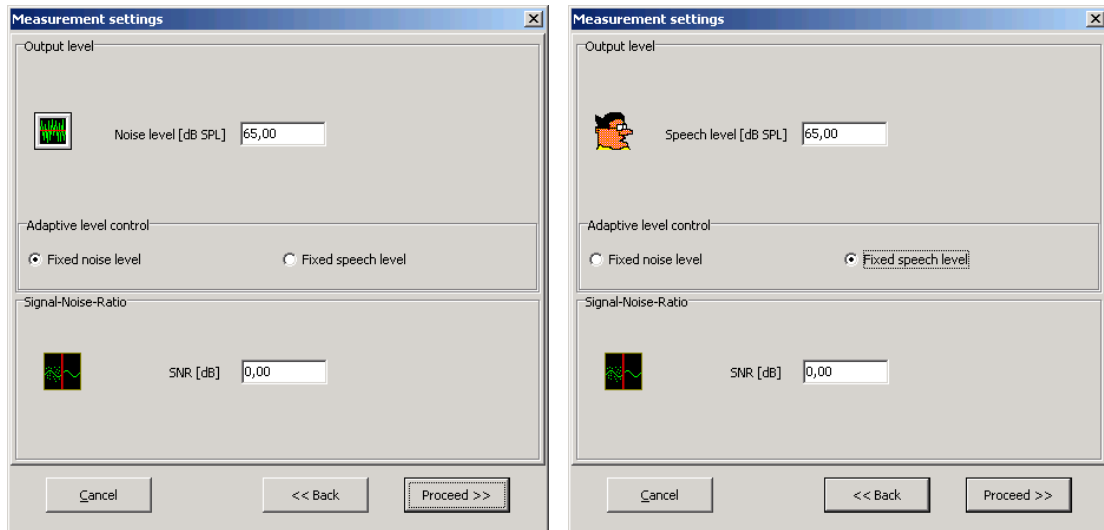 Measurement settings
Output level
Noise level [dB SPL] 65,00
Adaptive level control
Fixed noise level Fixed speech level
Signal-Noise-Ratio
SNR [dB] 0,00
Cancel << Back Proceed >>
Measurement settings
Output level
Speech level [dB SPL] 65,00
Adaptive level control
Fixed noise level Fixed speech level
Signal-Noise-Ratio
SNR [dB] 0,00
Cancel << Back Proceed >>